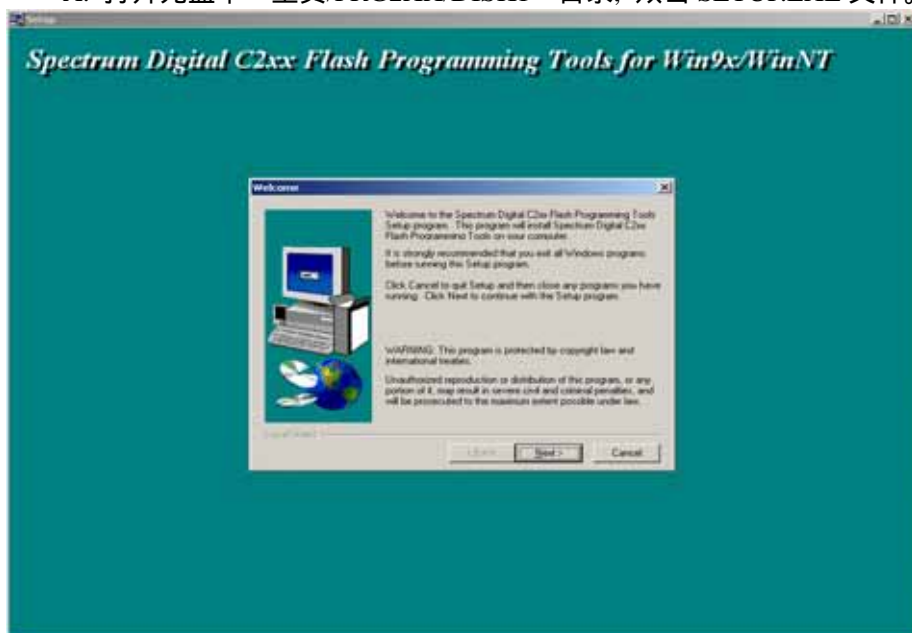 Setup
Spectrum Digital C2xx Flash Programming Tools for Win9x/WinNT
Welcome
Welcome to the Spectrum Digital C2xx Flash Programming Tools
Setup program. This program will install Spectrum Digital C2xx
Flash Programming Tools on your computer.
It is strongly recommended that you exit all Windows programs
before running this Setup program.
Click Cancel to quit Setup and then close any programs you have
running. Click Next to continue with the Setup program.
WARNING: This program is protected by copyright law and
international treaties.
Unauthorized reproduction or distribution of this program, or any
portion of it, may result in severe civil and criminal penalties, and
will be prosecuted to the maximum extent possible under law.
< Back
Next >
Cancel